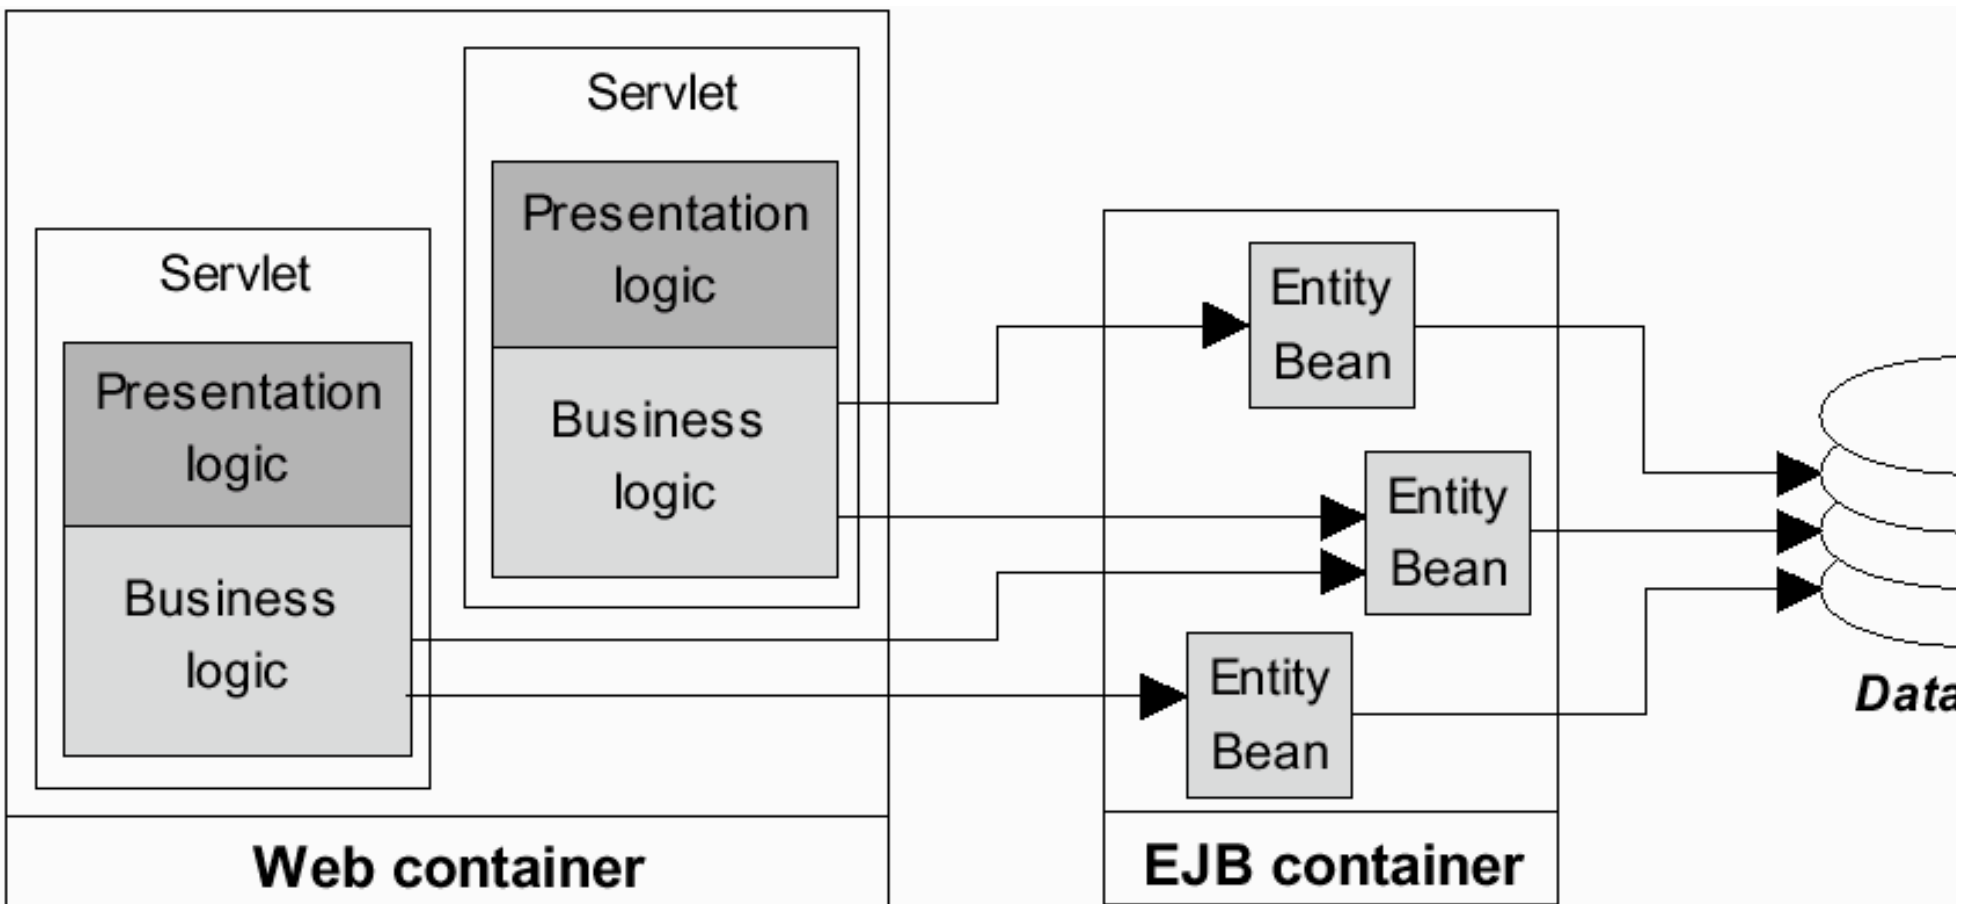 Servlet
Presentation
logic
Business
logic
Servlet
Presentation
logic
Business
logic
Web container
Entity
Bean
Entity
Bean
Entity
Bean
EJB container
Data